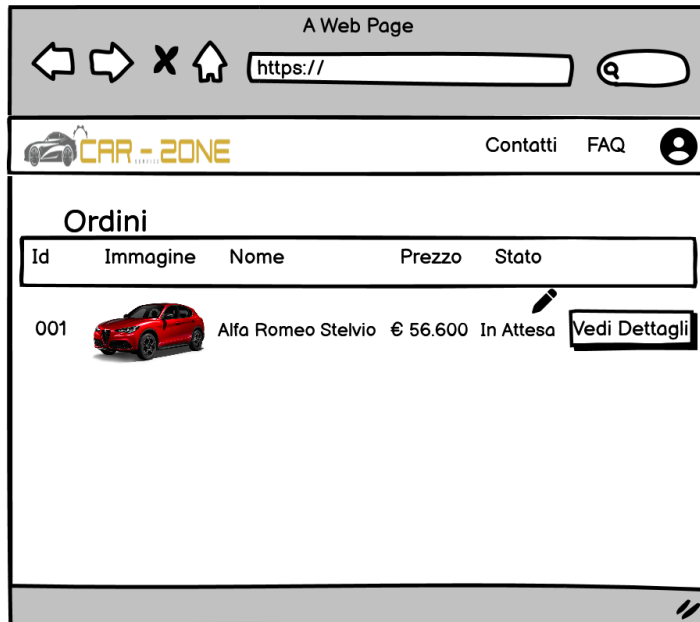 A Web Page
https://
CAR - ZONE
SERVICE
Contatti FAQ
Ordini
Id Immagine Nome Prezzo Stato
001 Alfa Romeo Stelvio € 56.600 In Attesa Vedi Dettagli